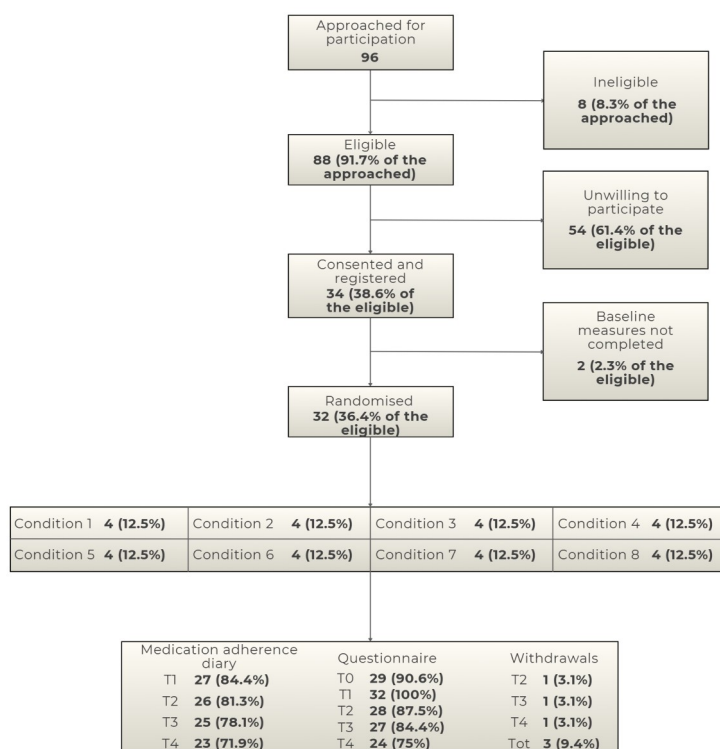 Approached for
participation
96
Ineligible
8 (8.3% of the
approached)
Eligible
88 (91.7% of the
approached)
Unwilling to
participate
54 (61.4% of the
eligible)
Consented and
registered
34 (38.6% of
the eligible)
Baseline
measures not
completed
2 (2.3% of the
eligible)
Randomised
32 (36.4% of the
eligible)
Condition 1 4 (12.5%) Condition 2 4 (12.5%) Condition 3 4 (12.5%) Condition 4 4 (12.5%)
Condition 5 4 (12.5%) Condition 6 4 (12.5%) Condition 7 4 (12.5%) Condition 8 4 (12.5%)
Medication adherence
diary
T1 27 (84.4%)
T2 26 (81.3%)
T3 25 (78.1%)
T4 23 (71.9%)
Questionnaire
T0 29 (90.6%)
T1 32 (100%)
T2 28 (87.5%)
T3 27 (84.4%)
T4 24 (75%)
Withdrawals
T2 1 (3.1%)
T3 1 (3.1%)
T4 1 (3.1%)
Tot 3 (9.4%)